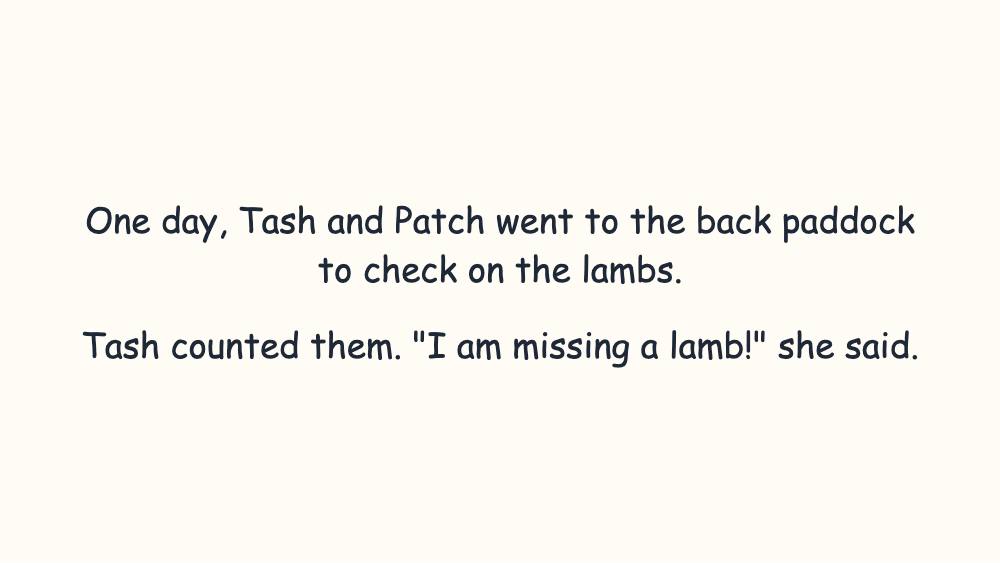 One day, Tash and Patch went to the back paddock
to check on the lambs.
Tash counted them. "I am missing a lamb!" she said.